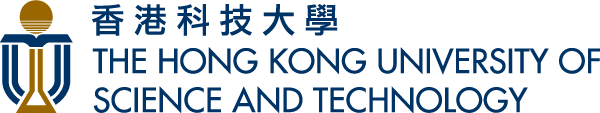 香港科技大學
THE HONG KONG UNIVERSITY OF
SCIENCE AND TECHNOLOGY